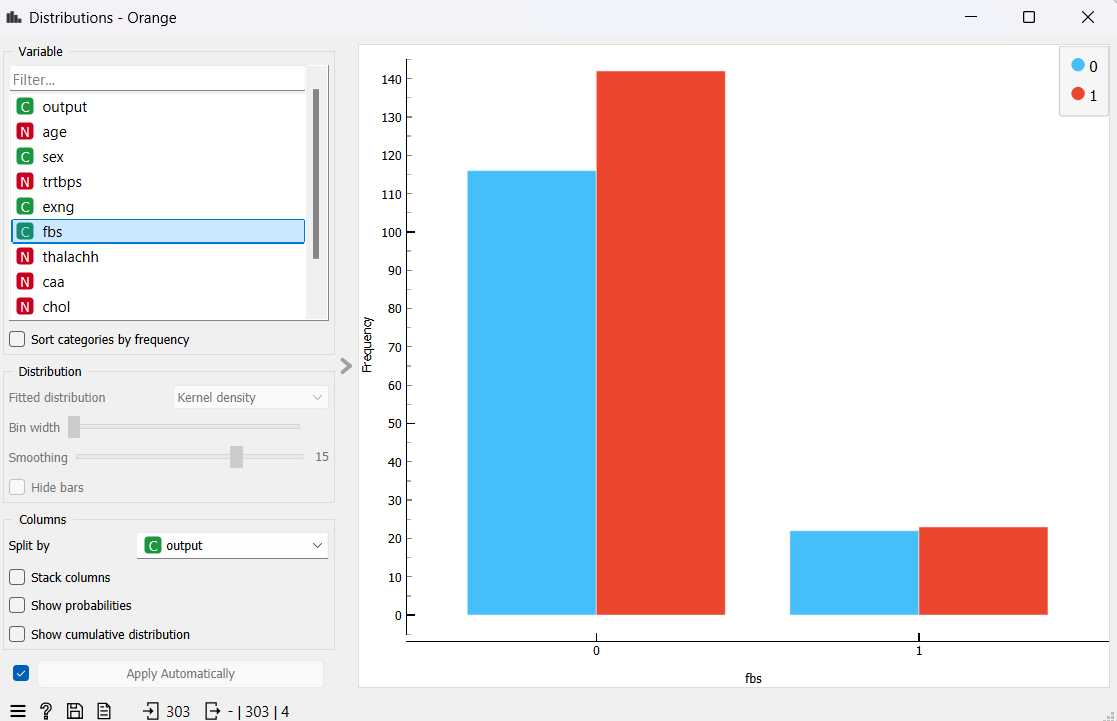 Distributions - Orange
Variable
Filter...
C output
N age
C sex
N trtbps
C exng
C fbs
N thalachh
N caa
N chol
Sort categories by frequency
Distribution
Fitted distribution Kernel density
Bin width
Smoothing 15
Hide bars
Columns
Split by C output
Stack columns
Show probabilities
Show cumulative distribution
Apply Automatically
? 303 - | 303 | 4
0
1
Frequency
140
130
120
110
100
90
80
70
60
50
40
30
20
10
0
0 1
fbs